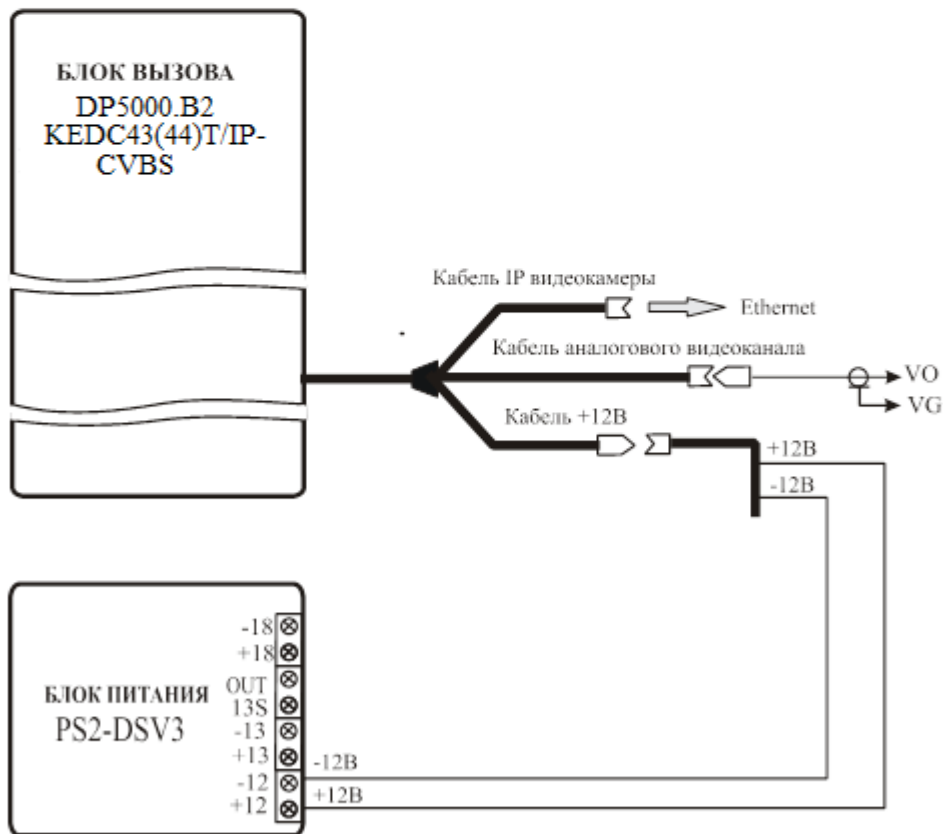 БЛОК ВЫЗОВА
DP5000.B2
KEDC43(44)T/IP-
CVBS
Кабель IP видеокамеры
Ethernet
Кабель аналогового видеоканала
VO
VG
Кабель +12В
+12В
-12В
БЛОК ПИТАНИЯ
PS2-DSV3
-18
+18
OUT
13S
-13
+13
-12
+12
-12В
+12В